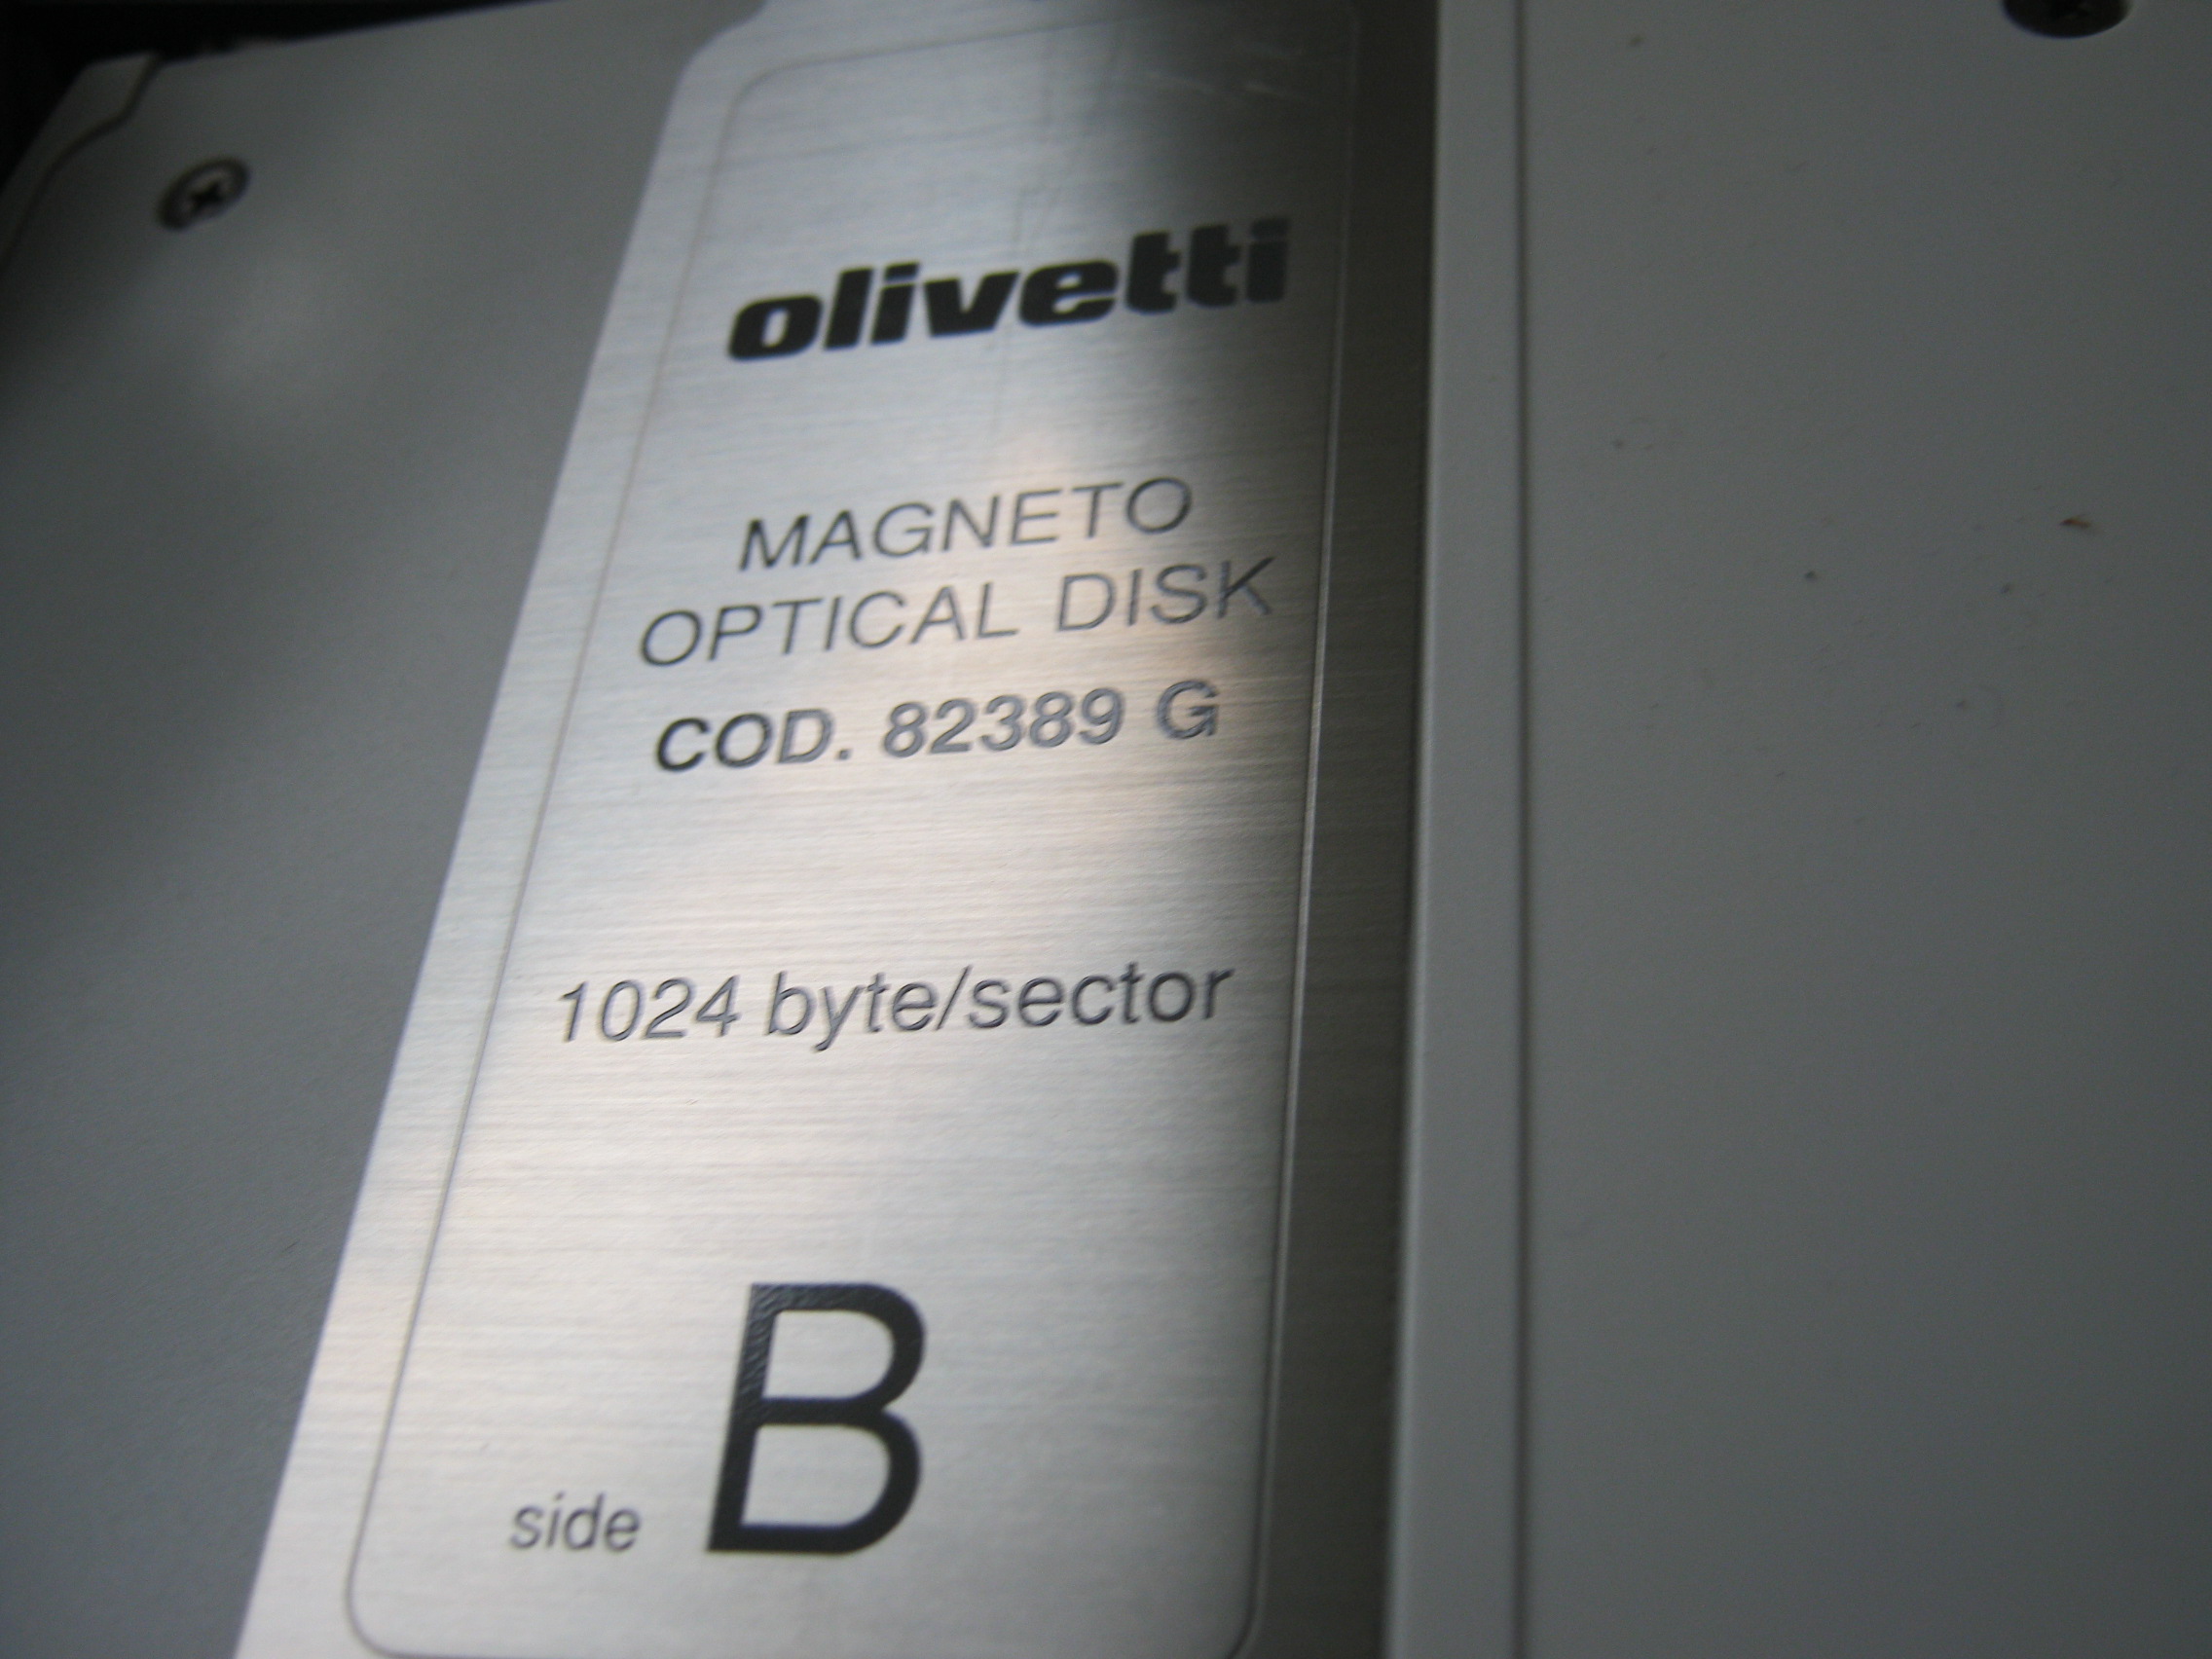 olivetti
MAGNETO
OPTICAL DISK
COD. 82389 G
1024 byte/sector
side B